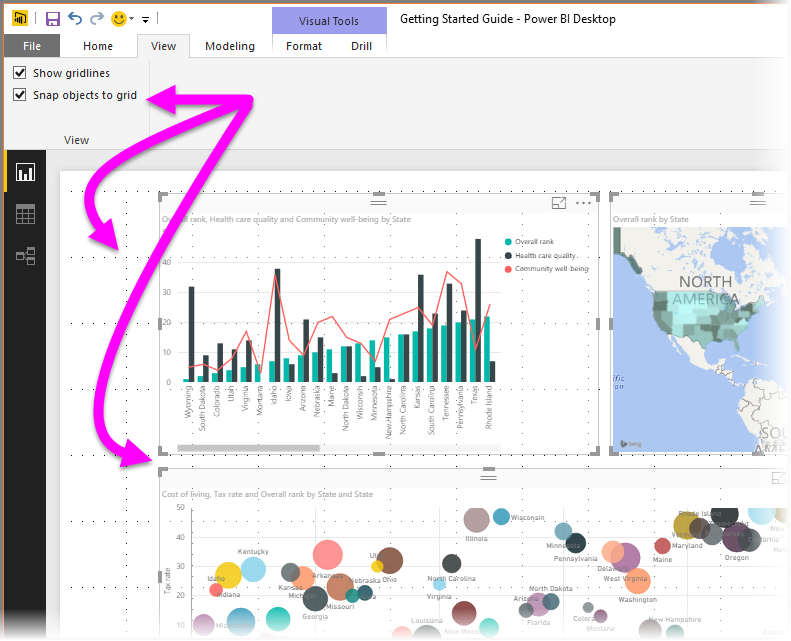 Visual Tools
Getting Started Guide - Power BI Desktop
File Home View Modeling Format Drill
Show gridlines
Snap objects to grid
View
Overall rank, Health care quality and Community well-being by State
Overall rank
Health care quality
Community well-being
50
40
30
20
10
0
Wyoming
South Dakota
Colorado
Utah
Virginia
Montana
Idaho
Iowa
Arizona
Nebraska
Maine
North Dakota
Wisconsin
Minnesota
New Hampshire
North Carolina
Kansas
South Carolina
Tennessee
Pennsylvania
Texas
Rhode Island
Overall rank by State
NORTH
AMERICA
ific
bing
SOU
Cost of living, Tax rate and Overall rank by State and State
Tax rate
50
40
30
20
10
Illinois
Wisconsin
Rhode Island
Minnesota
Pennsylvania
Maryland
Maine
Oregon
Kentucky
Idaho
Indiana
Kansas
Arkansas
Michigan
Georgia
Missouri
Nebraska
Ohio
North Carolina
Virginia
Delaware
West Virginia
Washington
North Dakota
Arizona
Florida
Montana
New Hampshire
Louisiana